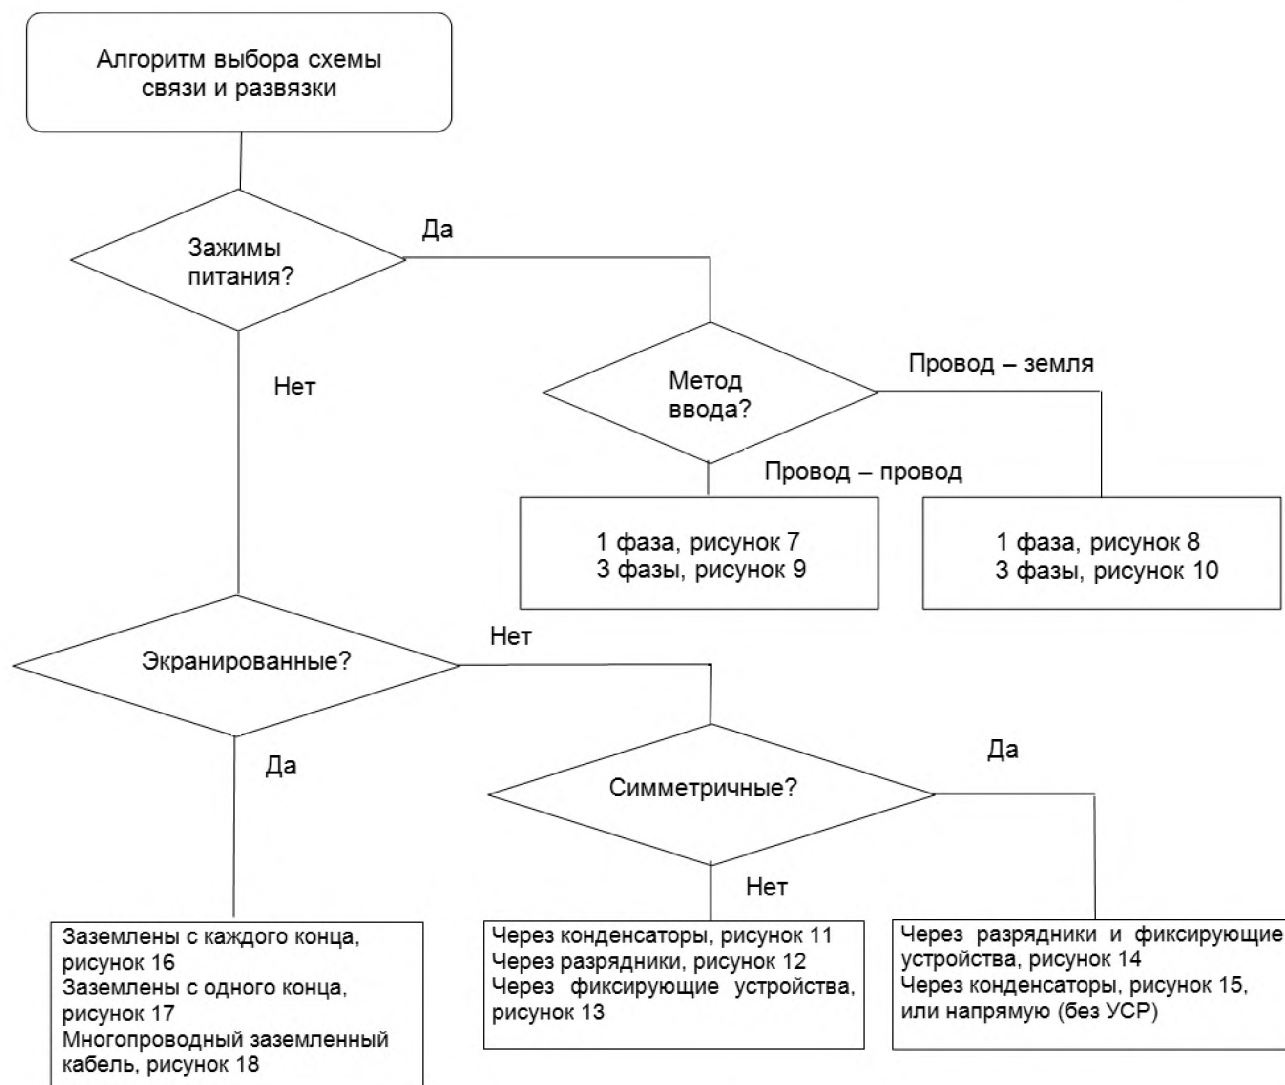 Алгоритм выбора схемы
связи и развязки
Зажимы
питания?
Да
Нет
Метод
ввода?
Провод – земля
Провод – провод
1 фаза, рисунок 7
3 фазы, рисунок 9
1 фаза, рисунок 8
3 фазы, рисунок 10
Экранированные?
Нет
Да
Симметричные?
Да
Нет
Заземлены с каждого конца,
рисунок 16
Заземлены с одного конца,
рисунок 17
Многопроводный заземленный
кабель, рисунок 18
Через конденсаторы, рисунок 11
Через разрядники, рисунок 12
Через фиксирующие устройства,
рисунок 13
Через разрядники и фиксирующие
устройства, рисунок 14
Через конденсаторы, рисунок 15,
или напрямую (без УСР)